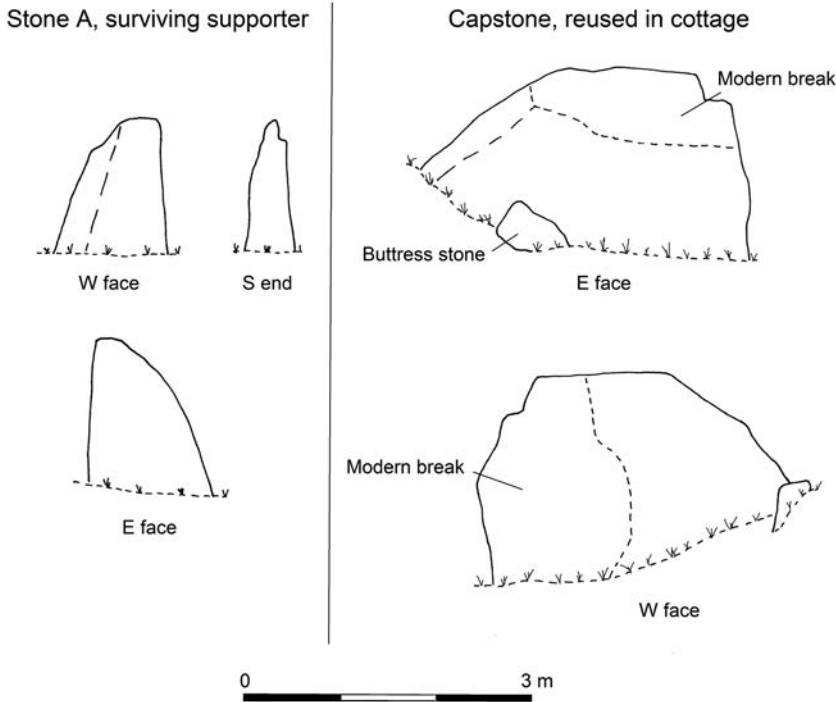 Stone A, surviving supporter
W face
S end
E face
Capstone, reused in cottage
Modern break
Buttress stone
E face
Modern break
W face
0
3 m